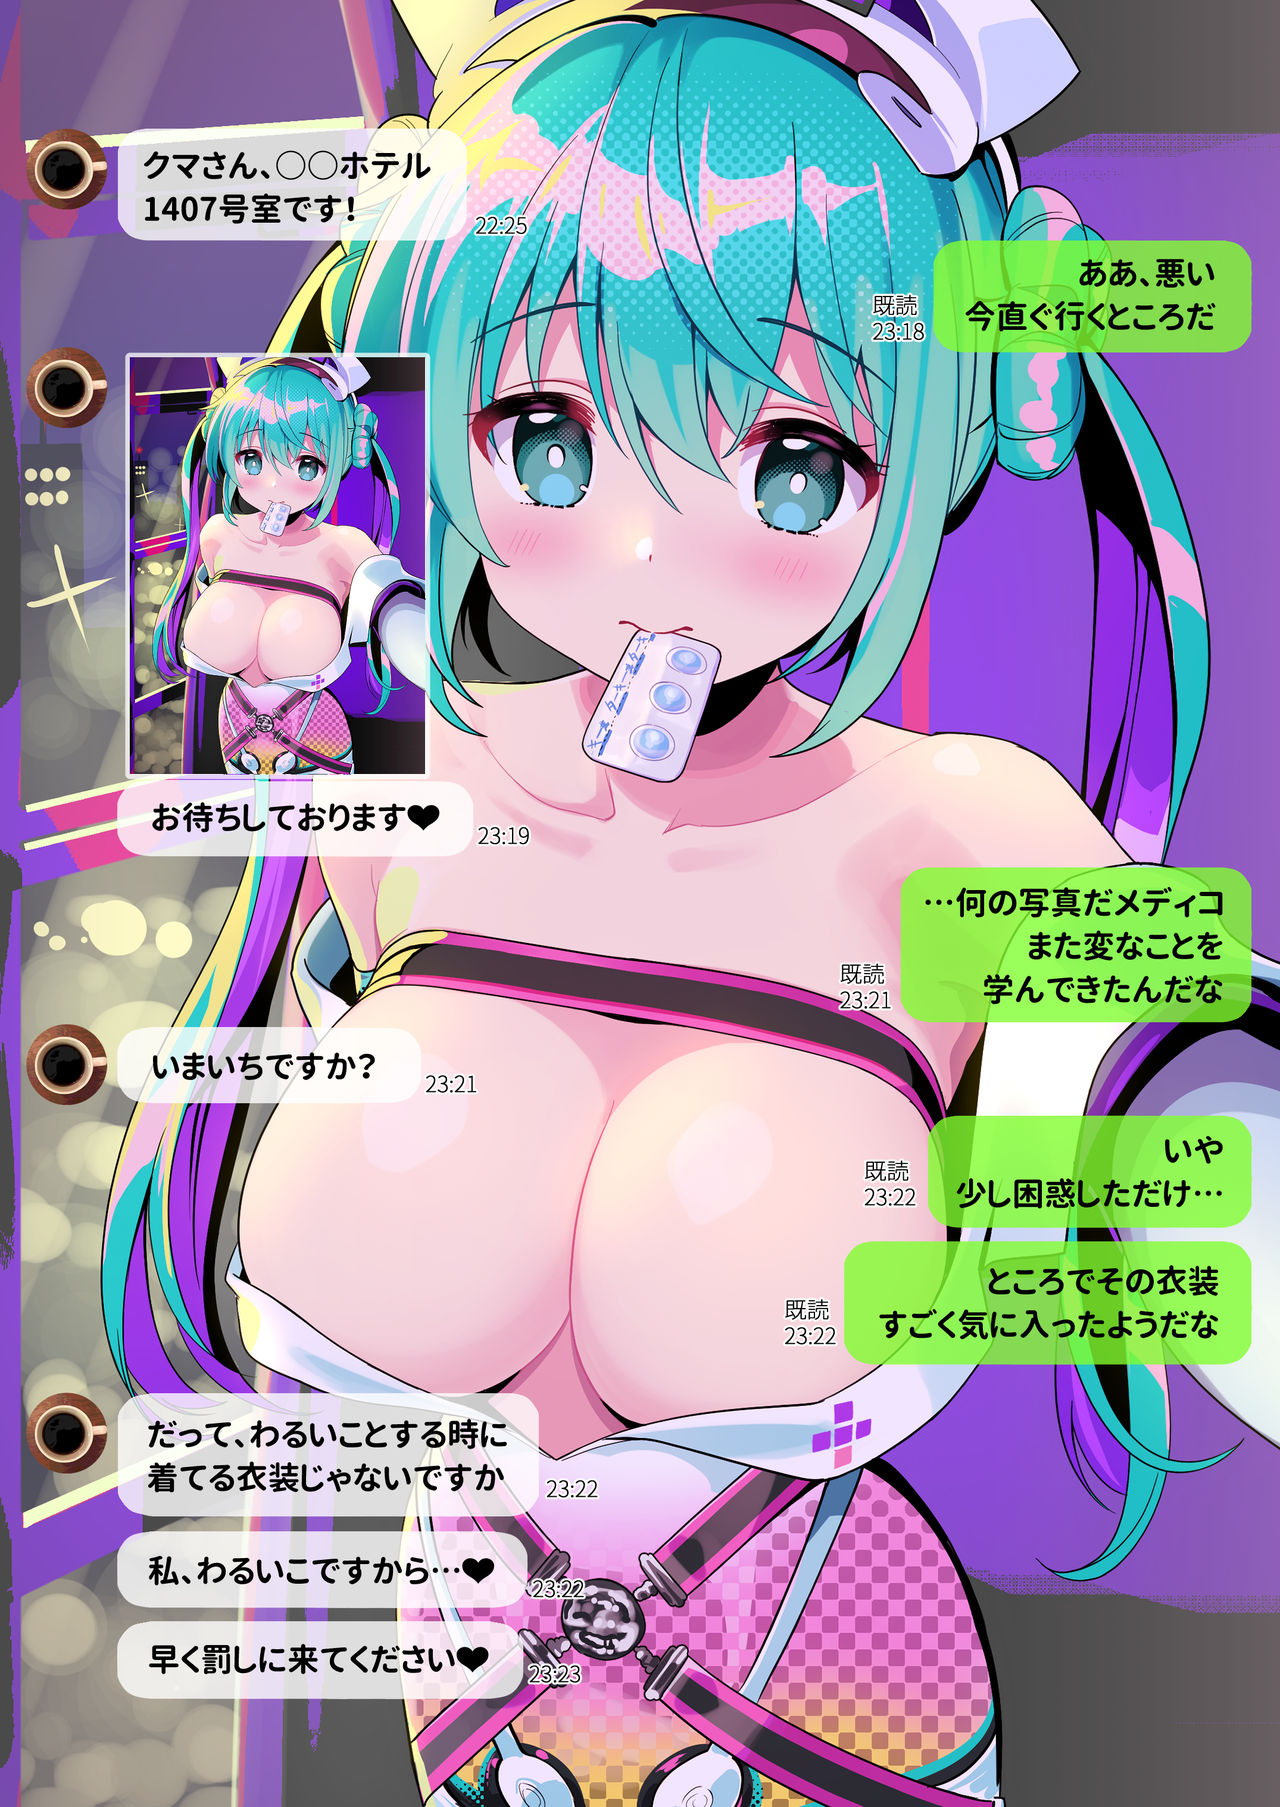 クマさん、○○ホテル
1407号室です！
22:25
ああ、悪い
今直ぐ行くところだ
既読
23:18
お待ちしております♥
23:19
…何の写真だメディコ
また変なことを
学んできたんだな
既読
23:21
いまいちですか？
23:21
いや
少し困惑しただけ…
既読
23:22
ところでその衣装
すごく気に入ったようだな
既読
23:22
だって、わるいことする時に
着てる衣装じゃないですか
23:22
私、わるいこですから…♥
23:22
早く罰しに来てください♥
23:23